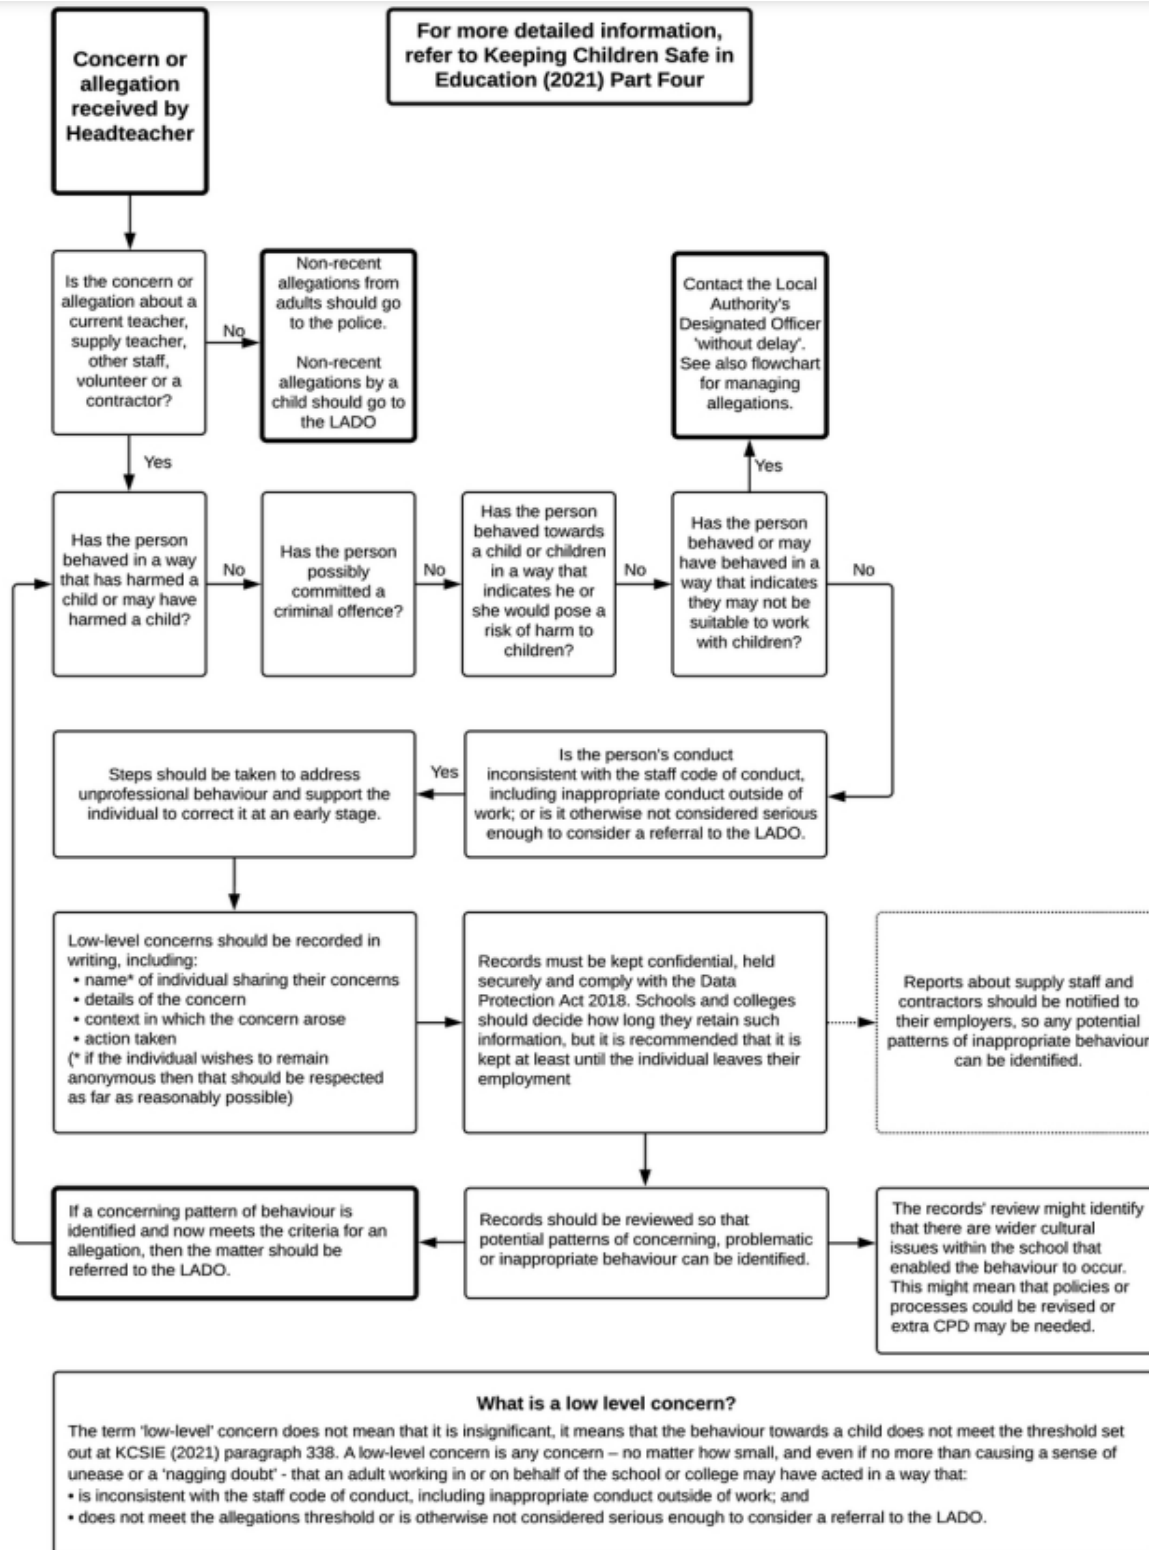 Concern or
allegation
received by
Headteacher
For more detailed information,
refer to Keeping Children Safe in
Education (2021) Part Four
Is the concern or
allegation about a
current teacher,
supply teacher,
other staff,
volunteer or a
contractor?
No
Non-recent
allegations from
adults should go
to the police.
Non-recent
allegations by a
child should go to
the LADO
Contact the Local
Authority's
Designated Officer
'without delay'.
See also flowchart
for managing
allegations.
Yes
Yes
Has the person
behaved in a way
that has harmed a
child or may have
harmed a child?
No
Has the person
possibly
committed a
criminal offence?
No
Has the person
behaved towards
a child or children
in a way that
indicates he or
she would pose a
risk of harm to
children?
No
Has the person
behaved or may
have behaved in a
way that indicates
they may not be
suitable to work
with children?
No
Steps should be taken to address
unprofessional behaviour and support the
individual to correct it at an early stage.
Yes
Is the person's conduct
inconsistent with the staff code of conduct,
including inappropriate conduct outside of
work; or is it otherwise not considered serious
enough to consider a referral to the LADO.
Low-level concerns should be recorded in
writing, including:
• name* of individual sharing their concerns
• details of the concern
• context in which the concern arose
• action taken
(* if the individual wishes to remain
anonymous then that should be respected
as far as reasonably possible)
Records must be kept confidential, held
securely and comply with the Data
Protection Act 2018. Schools and colleges
should decide how long they retain such
information, but it is recommended that it is
kept at least until the individual leaves their
employment
Reports about supply staff and
contractors should be notified to
their employers, so any potential
patterns of inappropriate behaviour
can be identified.
If a concerning pattern of behaviour is
identified and now meets the criteria for an
allegation, then the matter should be
referred to the LADO.
Records should be reviewed so that
potential patterns of concerning, problematic
or inappropriate behaviour can be identified.
The records' review might identify
that there are wider cultural
issues within the school that
enabled the behaviour to occur.
This might mean that policies or
processes could be revised or
extra CPD may be needed.
What is a low level concern?
The term 'low-level' concern does not mean that it is insignificant, it means that the behaviour towards a child does not meet the threshold set
out at KCSIE (2021) paragraph 338. A low-level concern is any concern – no matter how small, and even if no more than causing a sense of
unease or a 'nagging doubt' - that an adult working in or on behalf of the school or college may have acted in a way that:
• is inconsistent with the staff code of conduct, including inappropriate conduct outside of work; and
• does not meet the allegations threshold or is otherwise not considered serious enough to consider a referral to the LADO.